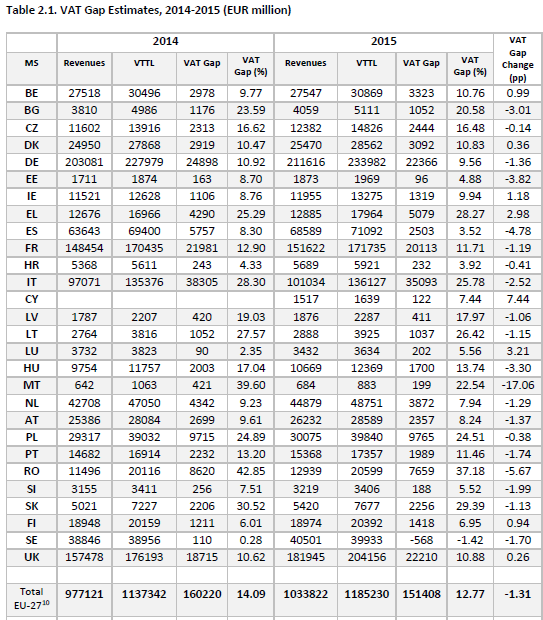 Table 2.1. VAT Gap Estimates, 2014-2015 (EUR million)
2014 2015 VAT Gap Change (pp)
MS Revenues VTTL VAT Gap VAT Gap (%) Revenues VTTL VAT Gap VAT Gap (%)
BE 27518 30496 2978 9.77 27547 30869 3323 10.76 0.99
BG 3810 4986 1176 23.59 4059 5111 1052 20.58 -3.01
CZ 11602 13916 2313 16.62 12382 14826 2444 16.48 -0.14
DK 24950 27868 2919 10.47 25470 28562 3092 10.83 0.36
DE 203081 227979 24898 10.92 211616 233982 22366 9.56 -1.36
EE 1711 1874 163 8.70 1873 1969 96 4.88 -3.82
IE 11521 12628 1106 8.76 11955 13275 1319 9.94 1.18
EL 12676 16966 4290 25.29 12885 17964 5079 28.27 2.98
ES 63643 69400 5757 8.30 68589 71092 2503 3.52 -4.78
FR 148454 170435 21981 12.90 151622 171735 20113 11.71 -1.19
HR 5368 5611 243 4.33 5689 5921 232 3.92 -0.41
IT 97071 135376 38305 28.30 101034 136127 35093 25.78 -2.52
CY 1517 1639 122 7.44 7.44
LV 1787 2207 420 19.03 1876 2287 411 17.97 -1.06
LT 2764 3816 1052 27.57 2888 3925 1037 26.42 -1.15
LU 3732 3823 90 2.35 3432 3634 202 5.56 3.21
HU 9754 11757 2003 17.04 10669 12369 1700 13.74 -3.30
MT 642 1063 421 39.60 684 883 199 22.54 -17.06
NL 42708 47050 4342 9.23 44879 48751 3872 7.94 -1.29
AT 25386 28084 2699 9.61 26232 28589 2357 8.24 -1.37
PL 29317 39032 9715 24.89 30075 39840 9765 24.51 -0.38
PT 14682 16914 2232 13.20 15368 17357 1989 11.46 -1.74
RO 11496 20116 8620 42.85 12939 20599 7659 37.18 -5.67
SI 3155 3411 256 7.51 3219 3406 188 5.52 -1.99
SK 5021 7227 2206 30.52 5420 7677 2256 29.39 -1.13
FI 18948 20159 1211 6.01 18974 20392 1418 6.95 0.94
SE 38846 38956 110 0.28 40501 39933 -568 -1.42 -1.70
UK 157478 176193 18715 10.62 181945 204156 22210 10.88 0.26
Total EU-27¹⁰ 977121 1137342 160220 14.09 1033822 1185230 151408 12.77 -1.31